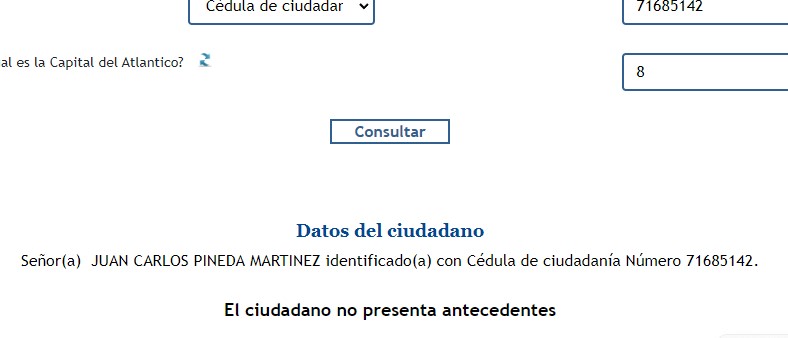 Cédula de ciudadar
71685142
al es la Capital del Atlantico?
8
Consultar
Datos del ciudadano
Señor(a) JUAN CARLOS PINEDA MARTINEZ identificado(a) con Cédula de ciudadanía Número 71685142.
El ciudadano no presenta antecedentes